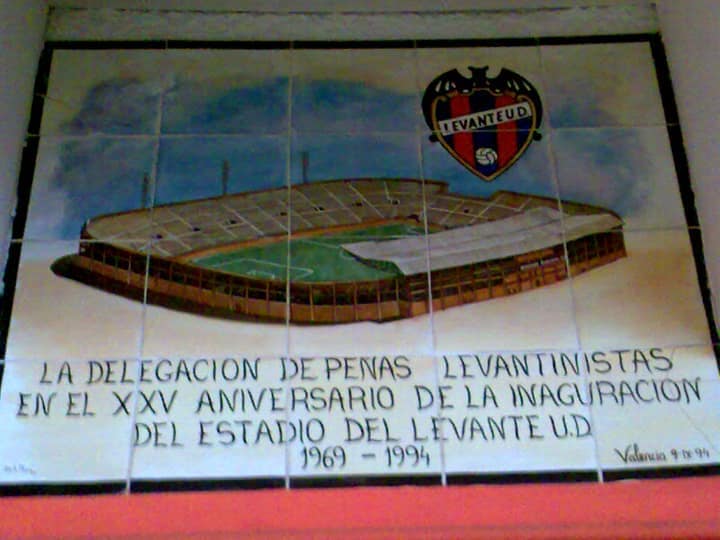 LEVANTE U.D.
LA DELEGACION DE PEÑAS LEVANTINISTAS
EN EL XXV ANIVERSARIO DE LA INAGURACION
DEL ESTADIO DEL LEVANTE U.D.
1969 - 1994
Valencia 9-IX-94